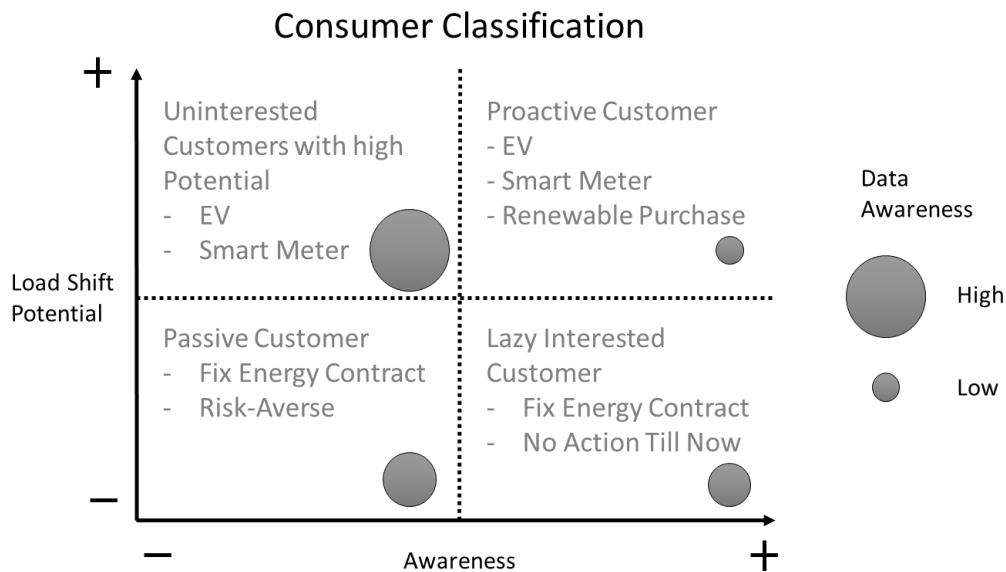 Consumer Classification
+
Uninterested
Customers with high
Potential
- EV
- Smart Meter
Proactive Customer
- EV
- Smart Meter
- Renewable Purchase
Data
Awareness
High
Low
Load Shift
Potential
Passive Customer
- Fix Energy Contract
- Risk-Averse
Lazy Interested
Customer
- Fix Energy Contract
- No Action Till Now
−
−
Awareness
+